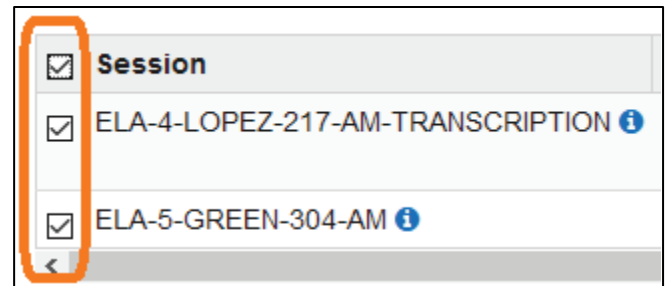 Session
ELA-4-LOPEZ-217-AM-TRANSCRIPTION i
ELA-5-GREEN-304-AM i